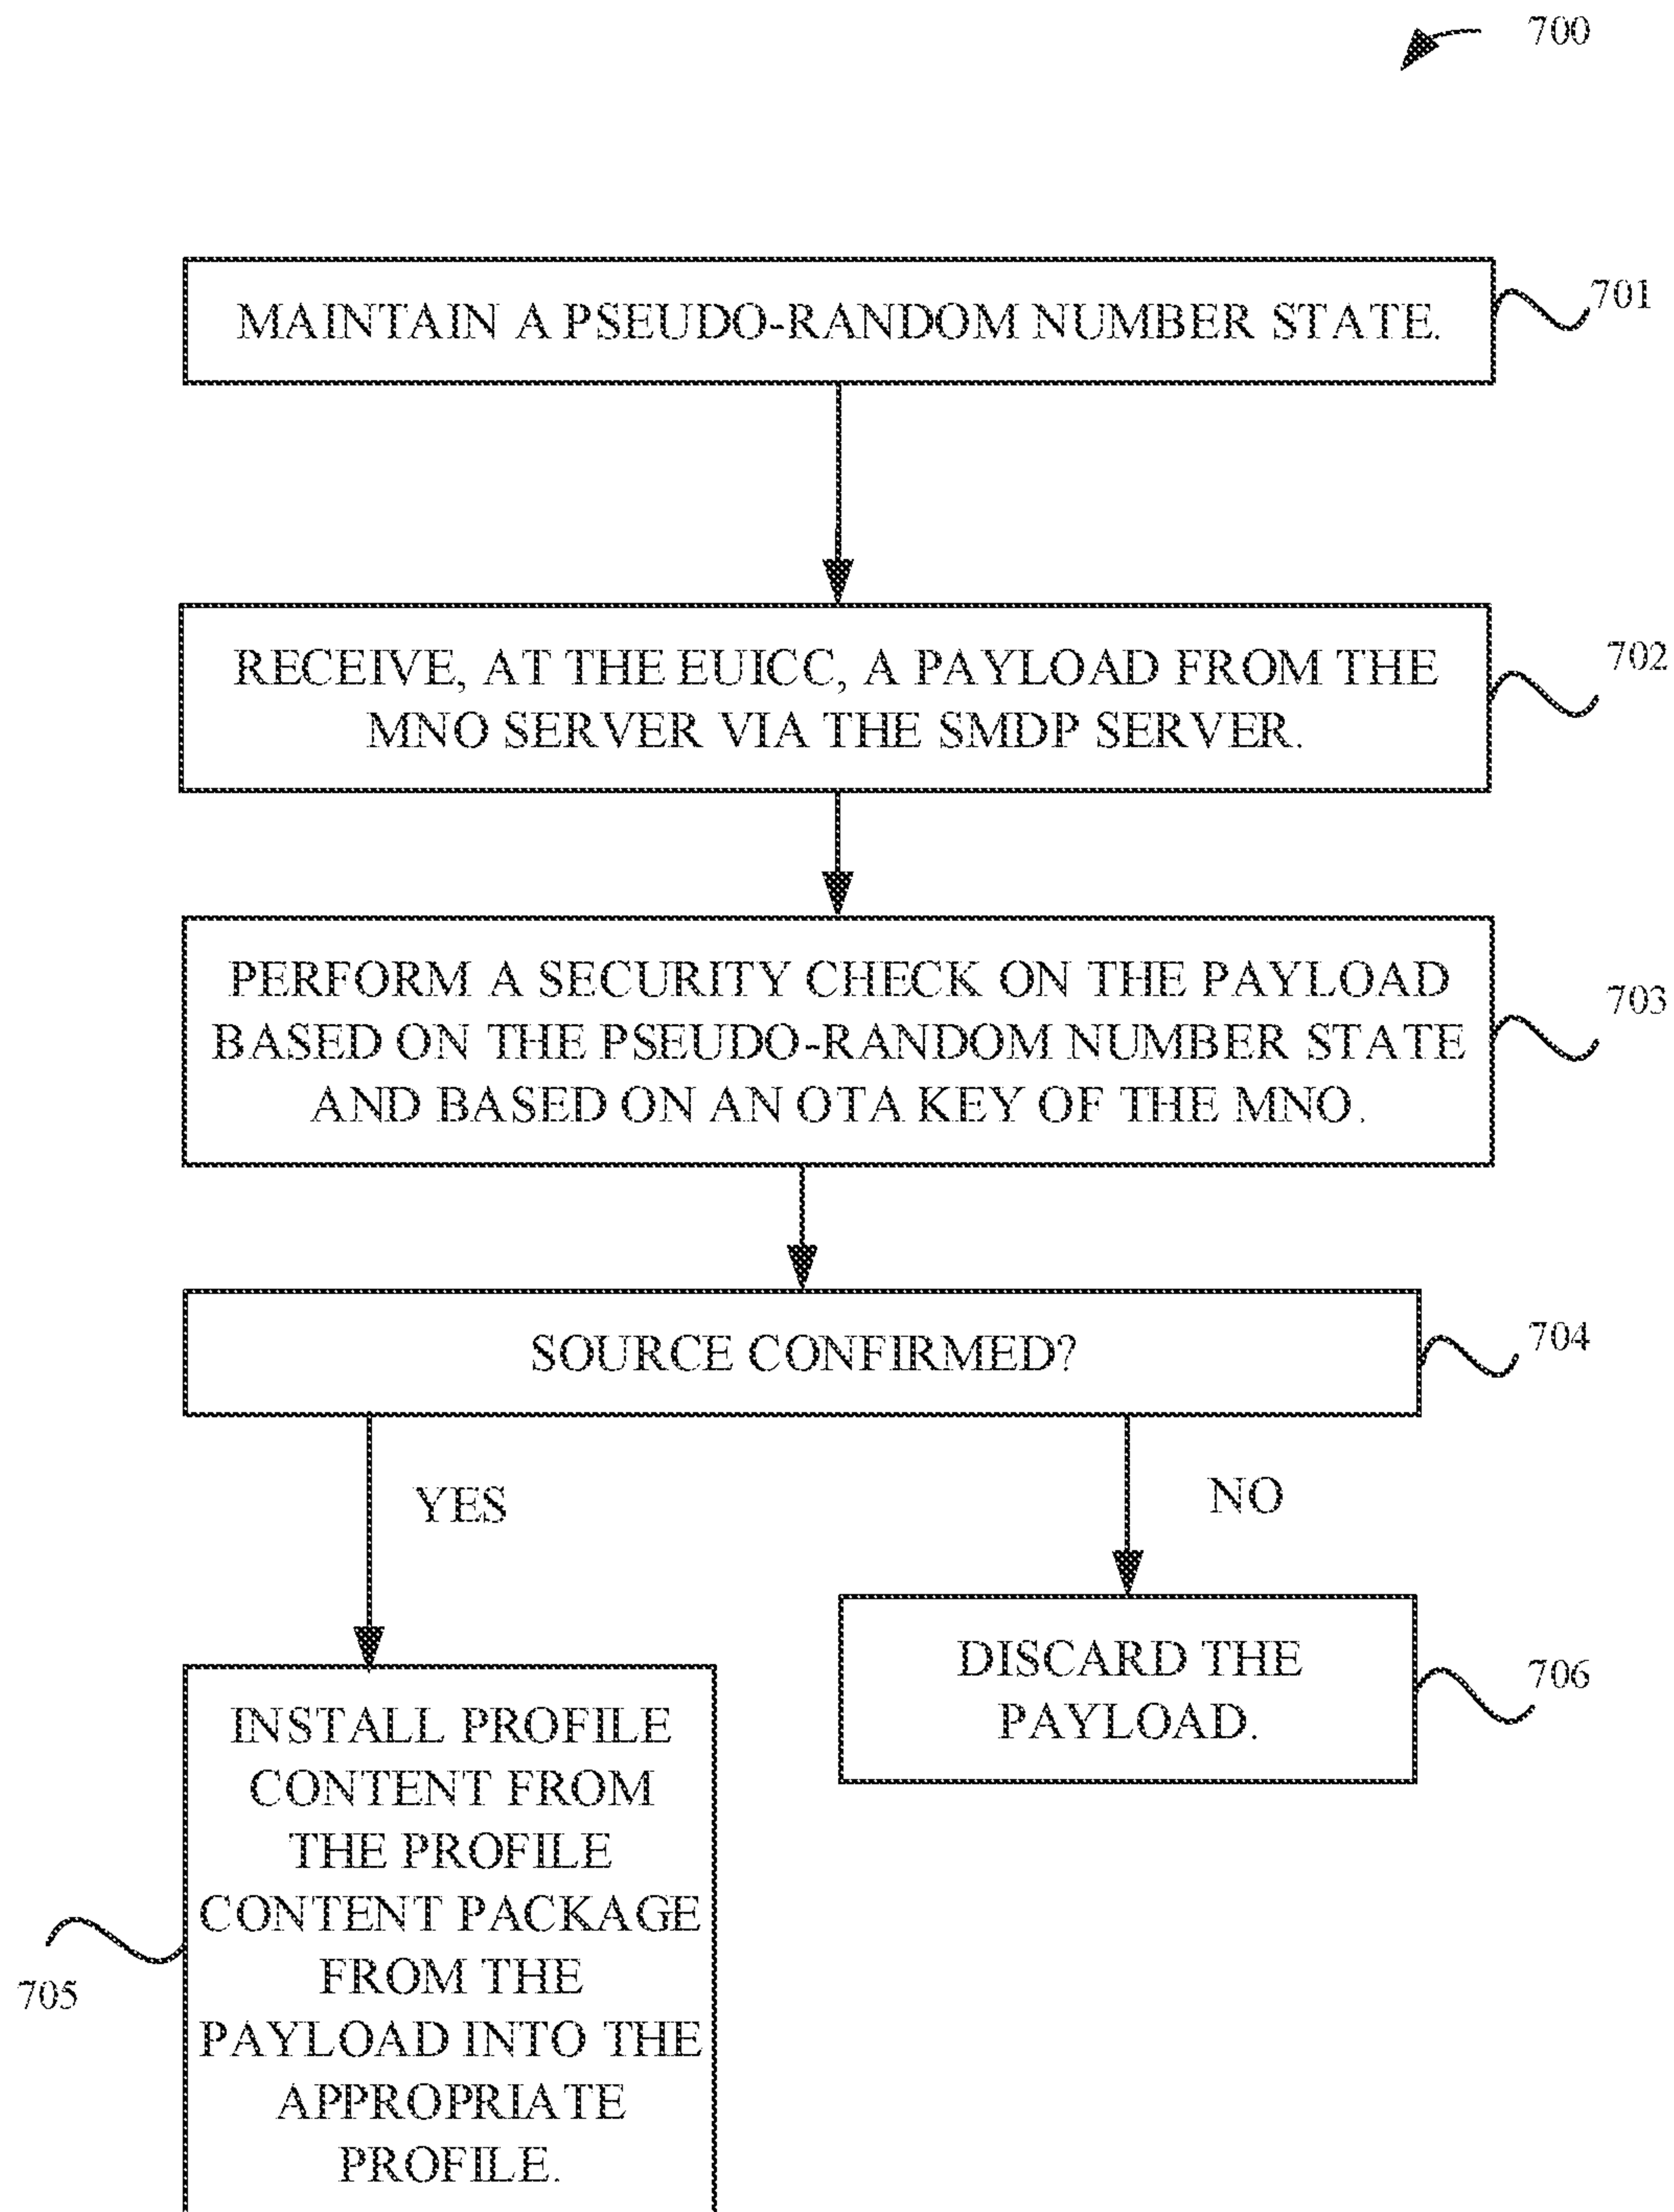 700
MAINTAIN A PSEUDO-RANDOM NUMBER STATE.
701
RECEIVE, AT THE EUICC, A PAYLOAD FROM THE
MNO SERVER VIA THE SMDP SERVER.
702
PERFORM A SECURITY CHECK ON THE PAYLOAD
BASED ON THE PSEUDO-RANDOM NUMBER STATE
AND BASED ON AN OTA KEY OF THE MNO.
703
SOURCE CONFIRMED?
704
YES
NO
DISCARD THE
PAYLOAD.
706
INSTALL PROFILE
CONTENT FROM
THE PROFILE
CONTENT PACKAGE
FROM THE
PAYLOAD INTO THE
APPROPRIATE
PROFILE.
705